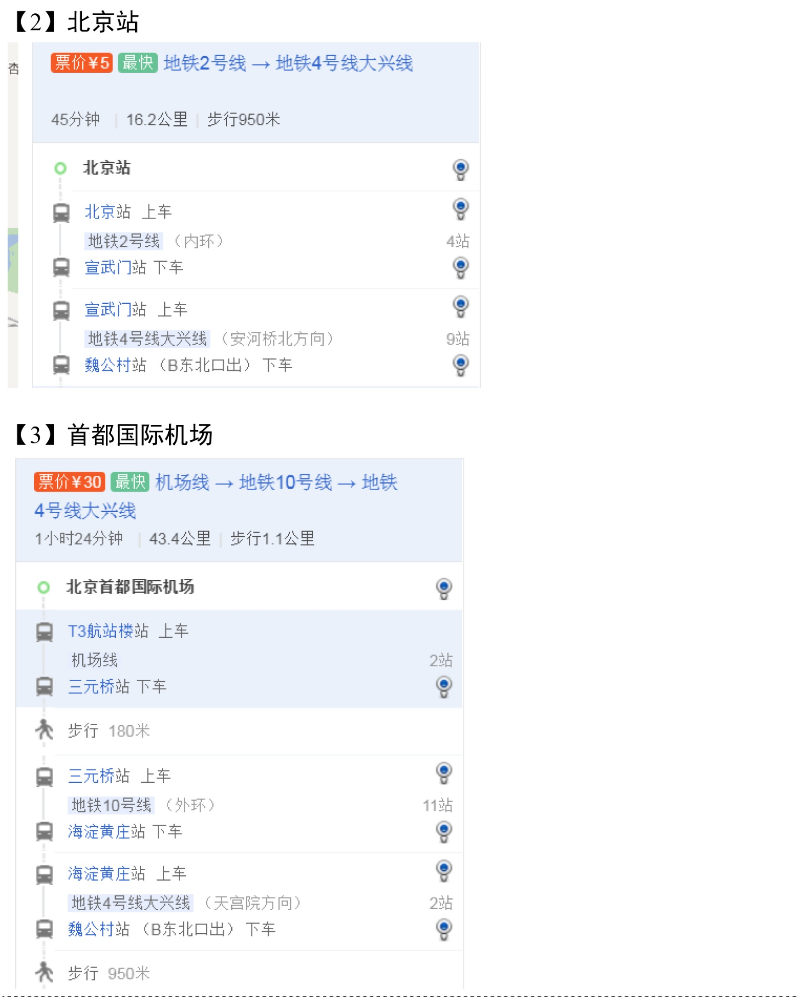 【2】北京站
杏
票价¥5 最快 地铁2号线 → 地铁4号线大兴线
45分钟 | 16.2公里 | 步行950米
北京站
北京站 上车
地铁2号线 （内环） 4站
宣武门站 下车
宣武门站 上车
地铁4号线大兴线 （安河桥北方向） 9站
魏公村站 （B东北口出） 下车
【3】首都国际机场
票价¥30 最快 机场线 → 地铁10号线 → 地铁
4号线大兴线
1小时24分钟 | 43.4公里 | 步行1.1公里
北京首都国际机场
T3航站楼站 上车
机场线 2站
三元桥站 下车
步行 180米
三元桥站 上车
地铁10号线 （外环） 11站
海淀黄庄站 下车
海淀黄庄站 上车
地铁4号线大兴线 （天宫院方向） 2站
魏公村站 （B东北口出） 下车
步行 950米